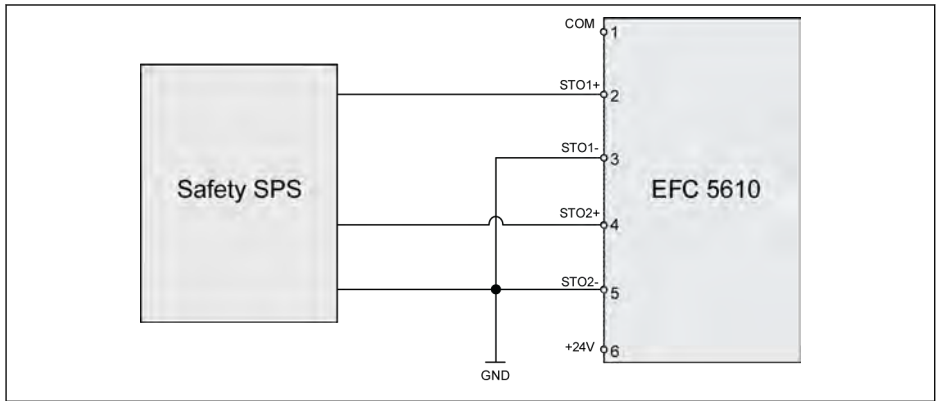 COM
1
STO1+
2
STO1-
3
Safety SPS
EFC 5610
STO2+
4
STO2-
5
+24V
6
GND